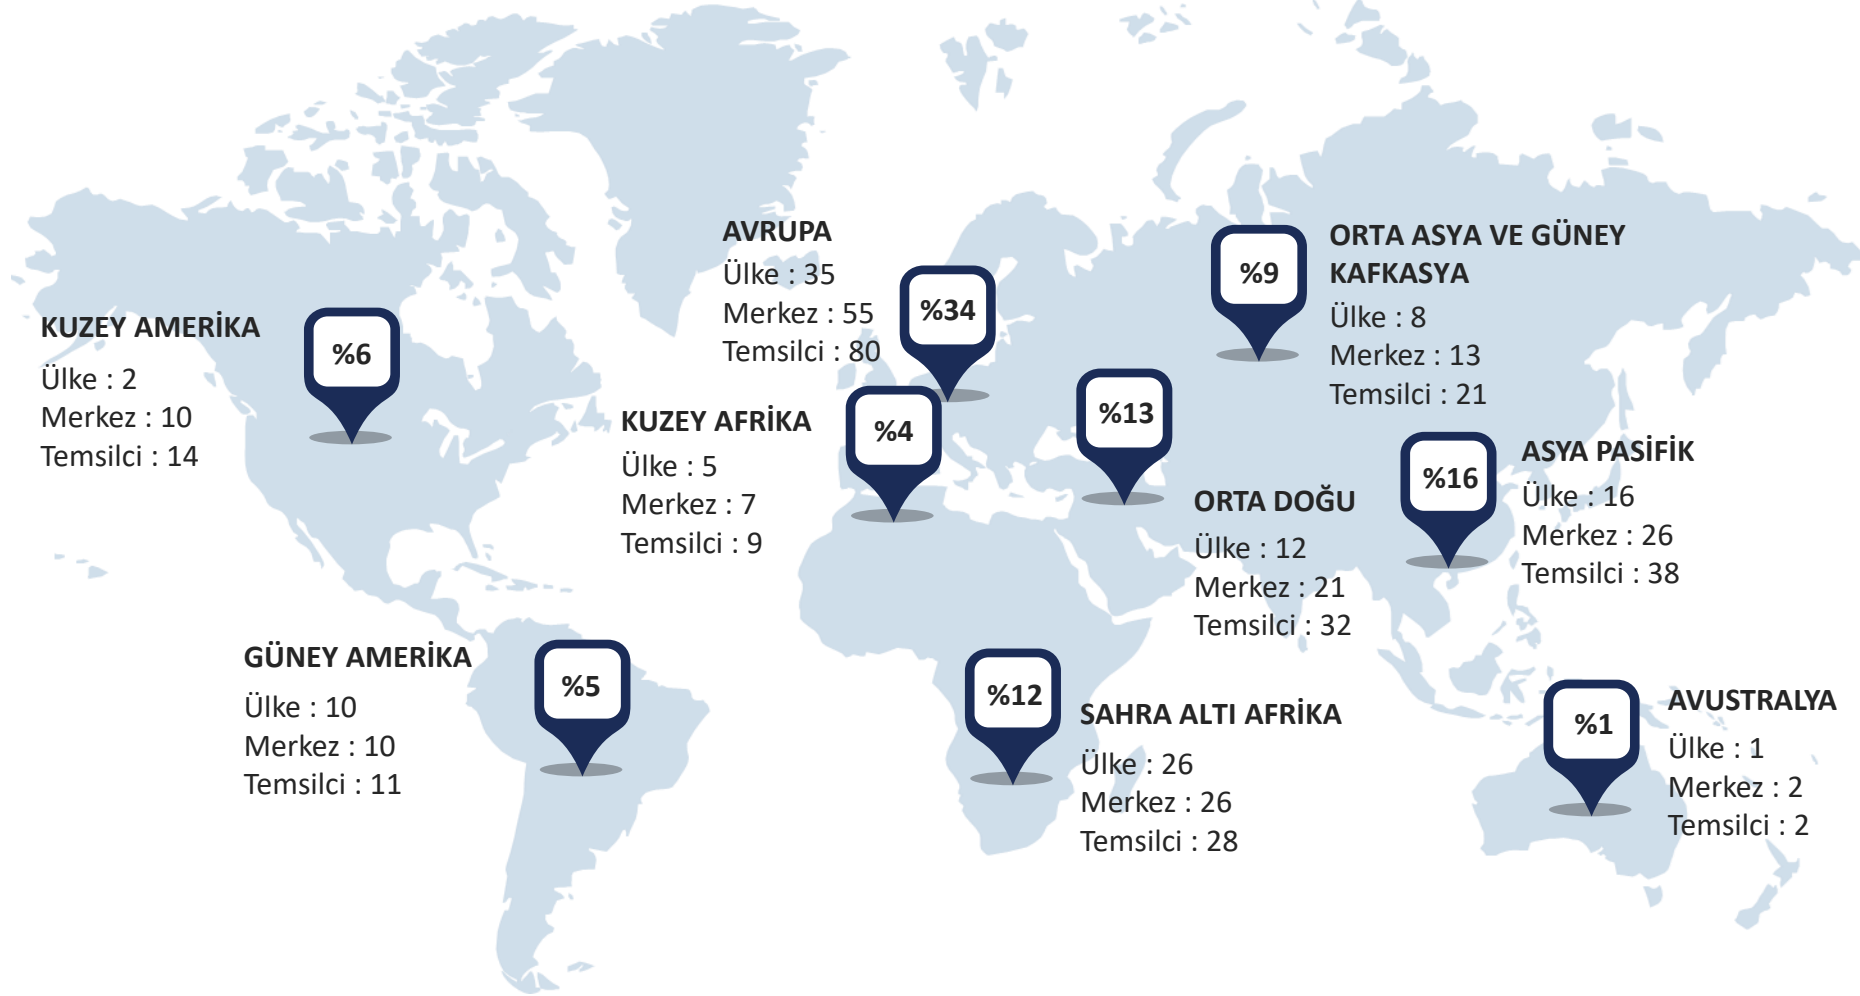 AVRUPA
Ülke : 35
Merkez : 55
Temsilci : 80
%34
ORTA ASYA VE GÜNEY
KAFKASYA
Ülke : 8
Merkez : 13
Temsilci : 21
%9
KUZEY AMERİKA
Ülke : 2
Merkez : 10
Temsilci : 14
%6
KUZEY AFRİKA
Ülke : 5
Merkez : 7
Temsilci : 9
%4
%13
ORTA DOĞU
Ülke : 12
Merkez : 21
Temsilci : 32
%16
ASYA PASİFİK
Ülke : 16
Merkez : 26
Temsilci : 38
GÜNEY AMERİKA
Ülke : 10
Merkez : 10
Temsilci : 11
%5
%12
SAHRA ALTI AFRİKA
Ülke : 26
Merkez : 26
Temsilci : 28
%1
AVUSTRALYA
Ülke : 1
Merkez : 2
Temsilci : 2